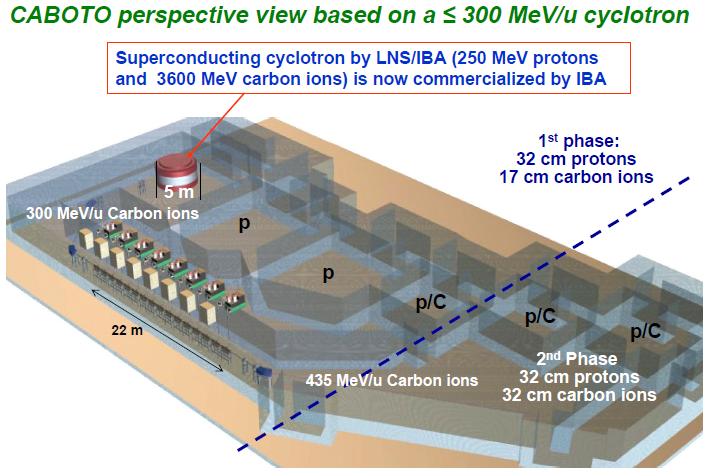 CABOTO perspective view based on a ≤ 300 MeV/u cyclotron
Superconducting cyclotron by LNS/IBA (250 MeV protons
and 3600 MeV carbon ions) is now commercialized by IBA
1st phase:
32 cm protons
17 cm carbon ions
5 m
300 MeV/u Carbon ions
p
p
p/C
p/C
p/C
22 m
435 MeV/u Carbon ions
2nd Phase
32 cm protons
32 cm carbon ions